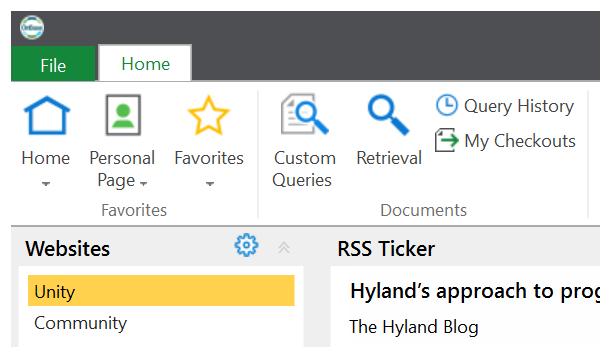 File
Home
Home
Personal
Page
Favorites
Custom
Queries
Retrieval
Query History
My Checkouts
Favorites
Documents
Websites
RSS Ticker
Unity
Community
Hyland's approach to prog
The Hyland Blog